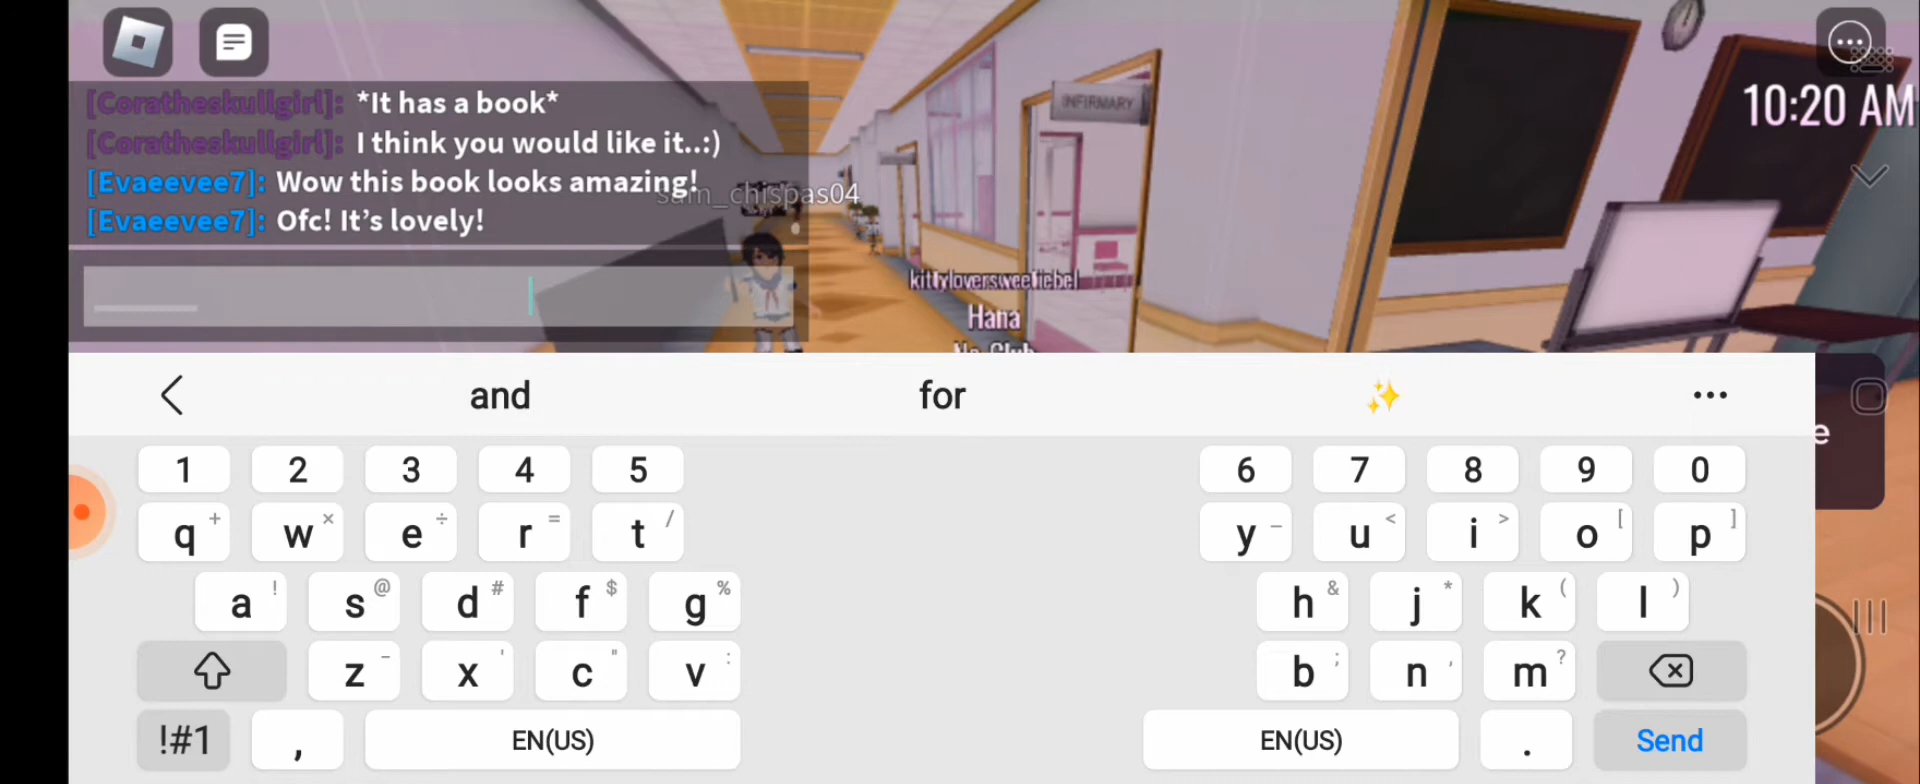 [Coratheskullgirl]: *It has a book*
[Coratheskullgirl]: I think you would like it..:)
[Evaeevee7]: Wow this book looks amazing!
[Evaeevee7]: Ofc! It’s lovely!
sam_chispas04
INFIRMARY
10:20 AM
kittyloversweetiebel
Hana
No Club
and for ✨ ...
1 2 3 4 5 6 7 8 9 0
q + w × e ÷ r = t / y _ u < i > o [ p ]
a ! s @ d # f $ g % h & j * k ( l )
z - x ' c " v : b ; n , m ?
!#1 , EN(US) EN(US) . Send
e